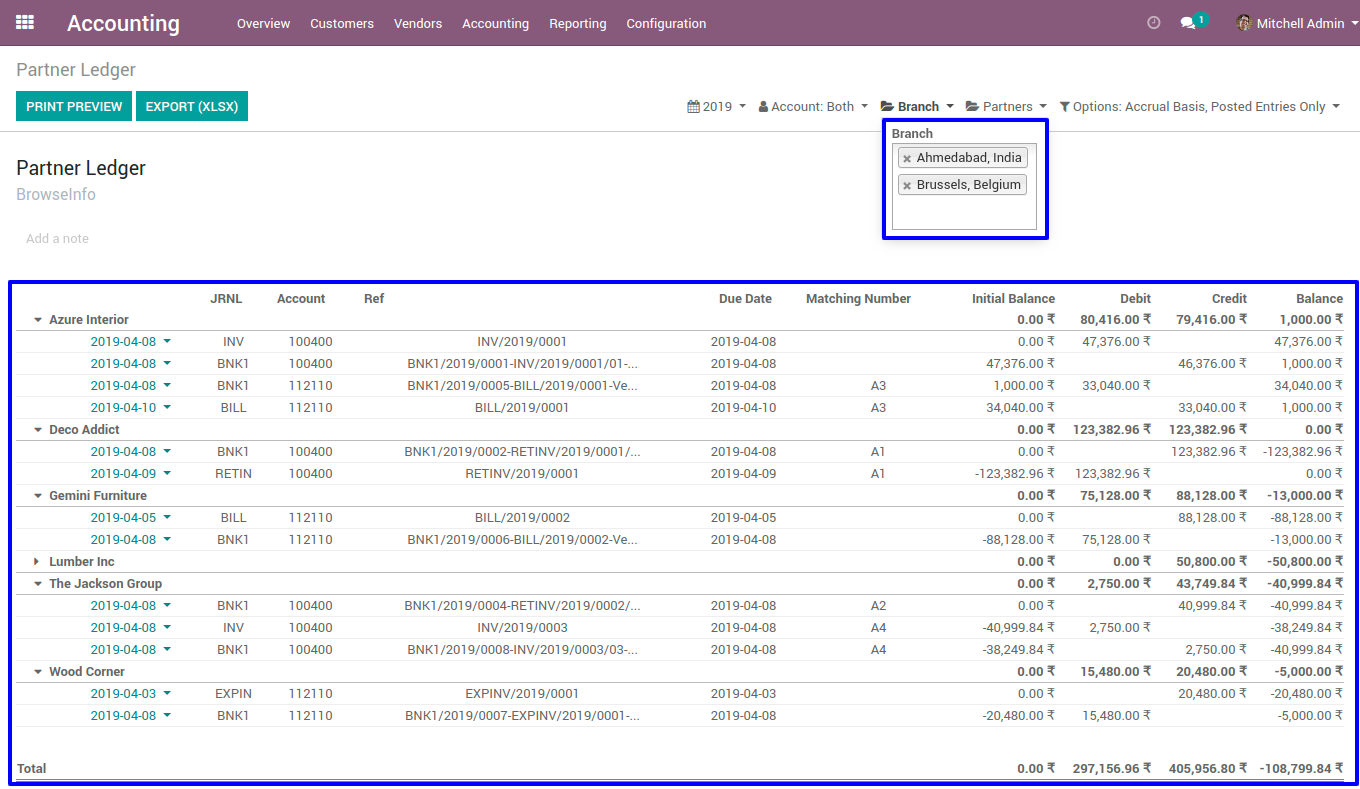 Accounting Overview Customers Vendors Accounting Reporting Configuration 1 Mitchell Admin
Partner Ledger
PRINT PREVIEW EXPORT (XLSX) 2019 Account: Both Branch Partners Options: Accrual Basis, Posted Entries Only
Branch
× Ahmedabad, India
× Brussels, Belgium
Partner Ledger
BrowseInfo
Add a note
JRNL Account Ref Due Date Matching Number Initial Balance Debit Credit Balance
Azure Interior 0.00 ₹ 80,416.00 ₹ 79,416.00 ₹ 1,000.00 ₹
2019-04-08 INV 100400 INV/2019/0001 2019-04-08 0.00 ₹ 47,376.00 ₹ 47,376.00 ₹
2019-04-08 BNK1 100400 BNK1/2019/0001-INV/2019/0001/01-... 2019-04-08 47,376.00 ₹ 46,376.00 ₹ 1,000.00 ₹
2019-04-08 BNK1 112110 BNK1/2019/0005-BILL/2019/0001-Ve... 2019-04-08 A3 1,000.00 ₹ 33,040.00 ₹ 34,040.00 ₹
2019-04-10 BILL 112110 BILL/2019/0001 2019-04-10 A3 34,040.00 ₹ 33,040.00 ₹ 1,000.00 ₹
Deco Addict 0.00 ₹ 123,382.96 ₹ 123,382.96 ₹ 0.00 ₹
2019-04-08 BNK1 100400 BNK1/2019/0002-RETINV/2019/0001/... 2019-04-08 A1 0.00 ₹ 123,382.96 ₹ -123,382.96 ₹
2019-04-09 RETIN 100400 RETINV/2019/0001 2019-04-09 A1 -123,382.96 ₹ 123,382.96 ₹ 0.00 ₹
Gemini Furniture 0.00 ₹ 75,128.00 ₹ 88,128.00 ₹ -13,000.00 ₹
2019-04-05 BILL 112110 BILL/2019/0002 2019-04-05 0.00 ₹ 88,128.00 ₹ -88,128.00 ₹
2019-04-08 BNK1 112110 BNK1/2019/0006-BILL/2019/0002-Ve... 2019-04-08 -88,128.00 ₹ 75,128.00 ₹ -13,000.00 ₹
Lumber Inc 0.00 ₹ 0.00 ₹ 50,800.00 ₹ -50,800.00 ₹
The Jackson Group 0.00 ₹ 2,750.00 ₹ 43,749.84 ₹ -40,999.84 ₹
2019-04-08 BNK1 100400 BNK1/2019/0004-RETINV/2019/0002/... 2019-04-08 A2 0.00 ₹ 40,999.84 ₹ -40,999.84 ₹
2019-04-08 INV 100400 INV/2019/0003 2019-04-08 A4 -40,999.84 ₹ 2,750.00 ₹ -38,249.84 ₹
2019-04-08 BNK1 100400 BNK1/2019/0008-INV/2019/0003/03-... 2019-04-08 A4 -38,249.84 ₹ 2,750.00 ₹ -40,999.84 ₹
Wood Corner 0.00 ₹ 15,480.00 ₹ 20,480.00 ₹ -5,000.00 ₹
2019-04-03 EXPIN 112110 EXPINV/2019/0001 2019-04-03 0.00 ₹ 20,480.00 ₹ -20,480.00 ₹
2019-04-08 BNK1 112110 BNK1/2019/0007-EXPINV/2019/0001-... 2019-04-08 -20,480.00 ₹ 15,480.00 ₹ -5,000.00 ₹
Total 0.00 ₹ 297,156.96 ₹ 405,956.80 ₹ -108,799.84 ₹